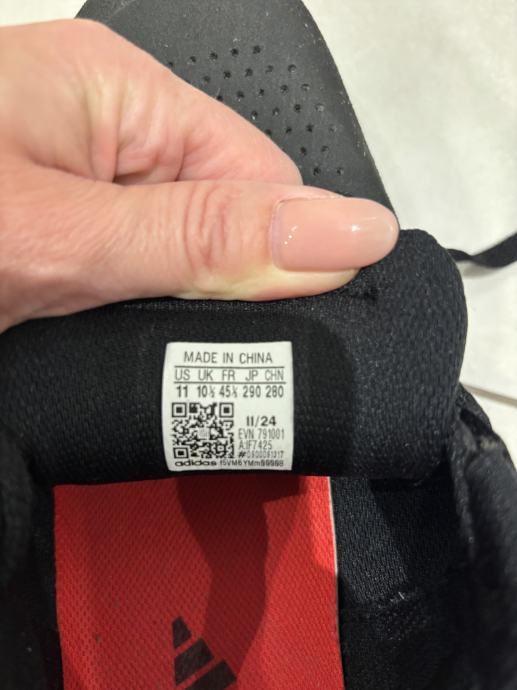 MADE IN CHINA
US UK FR JP CHN
11 10½ 45⅓ 290 280
11/24
EVN 791001
A:IF7425
adidas